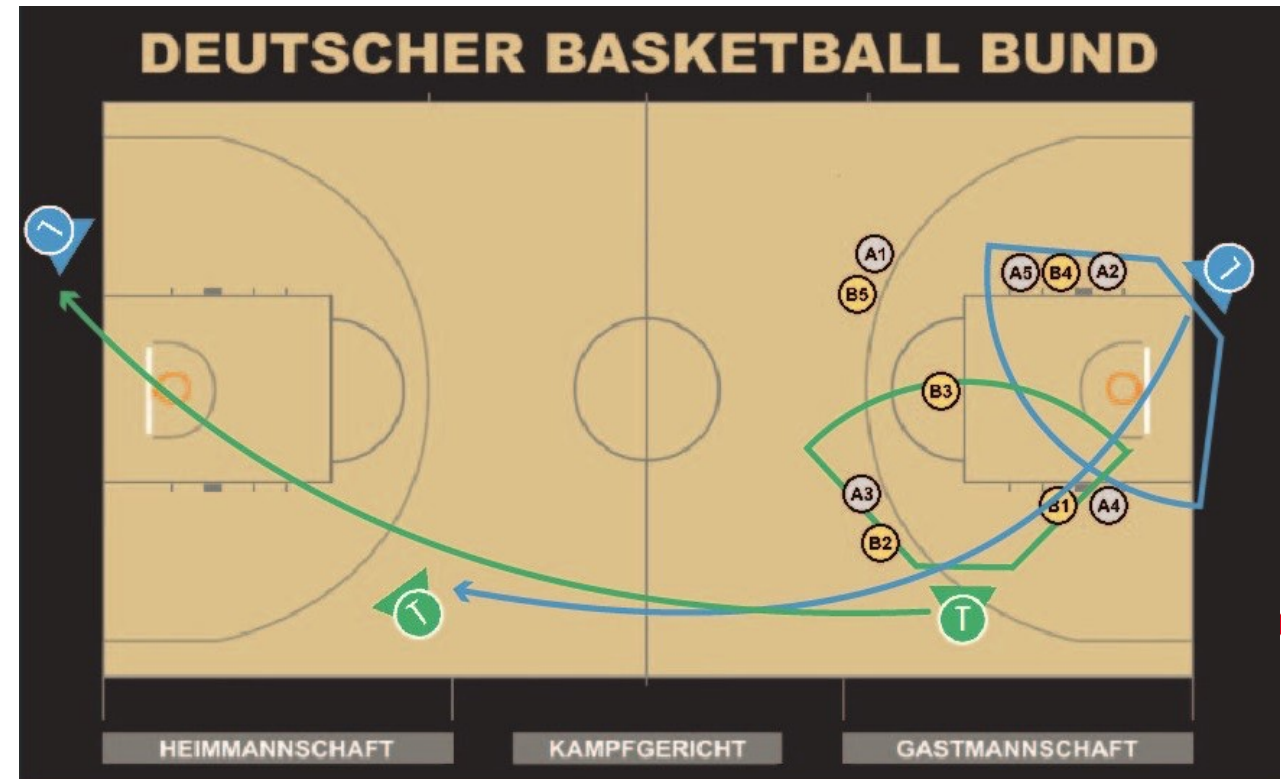 DEUTSCHER BASKETBALL BUND
A1
B5
A5 B4 A2
B3
A3
B2
B1 A4
T
T
HEIMMANNSCHAFT KAMPFGERICHT GASTMANNSCHAFT